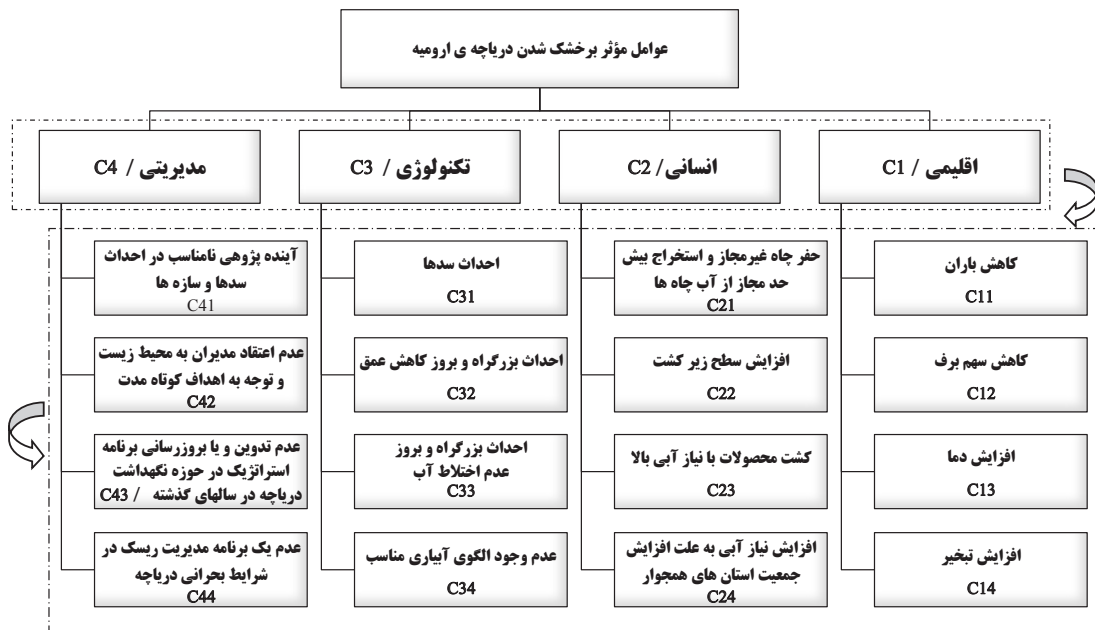 عوامل مؤثر برخشک شدن دریاچه ی ارومیه
اقلیمی / C1
انسانی/ C2
تکنولوژی / C3
مدیریتی / C4
کاهش باران
C11
کاهش سهم برف
C12
افزایش دما
C13
افزایش تبخیر
C14
حفر چاه غیرمجاز و استخراج بیش
حد مجاز از آب چاه ها
C21
افزایش سطح زیر کشت
C22
کشت محصولات با نیاز آبی بالا
C23
افزایش نیاز آبی به علت افزایش
جمعیت استان های همجوار
C24
احداث سدها
C31
احداث بزرگراه و بروز کاهش عمق
C32
احداث بزرگراه و بروز
عدم اختلاط آب
C33
عدم وجود الگوی آبیاری مناسب
C34
آینده پژوهی نامناسب در احداث
سدها و سازه ها
C41
عدم اعتقاد مدیران به محیط زیست
و توجه به اهداف کوتاه مدت
C42
عدم تدوین و یا بروزرسانی برنامه
استراتژیک در حوزه نگهداشت
دریاچه در سالهای گذشته / C43
عدم یک برنامه مدیریت ریسک در
شرایط بحرانی دریاچه
C44